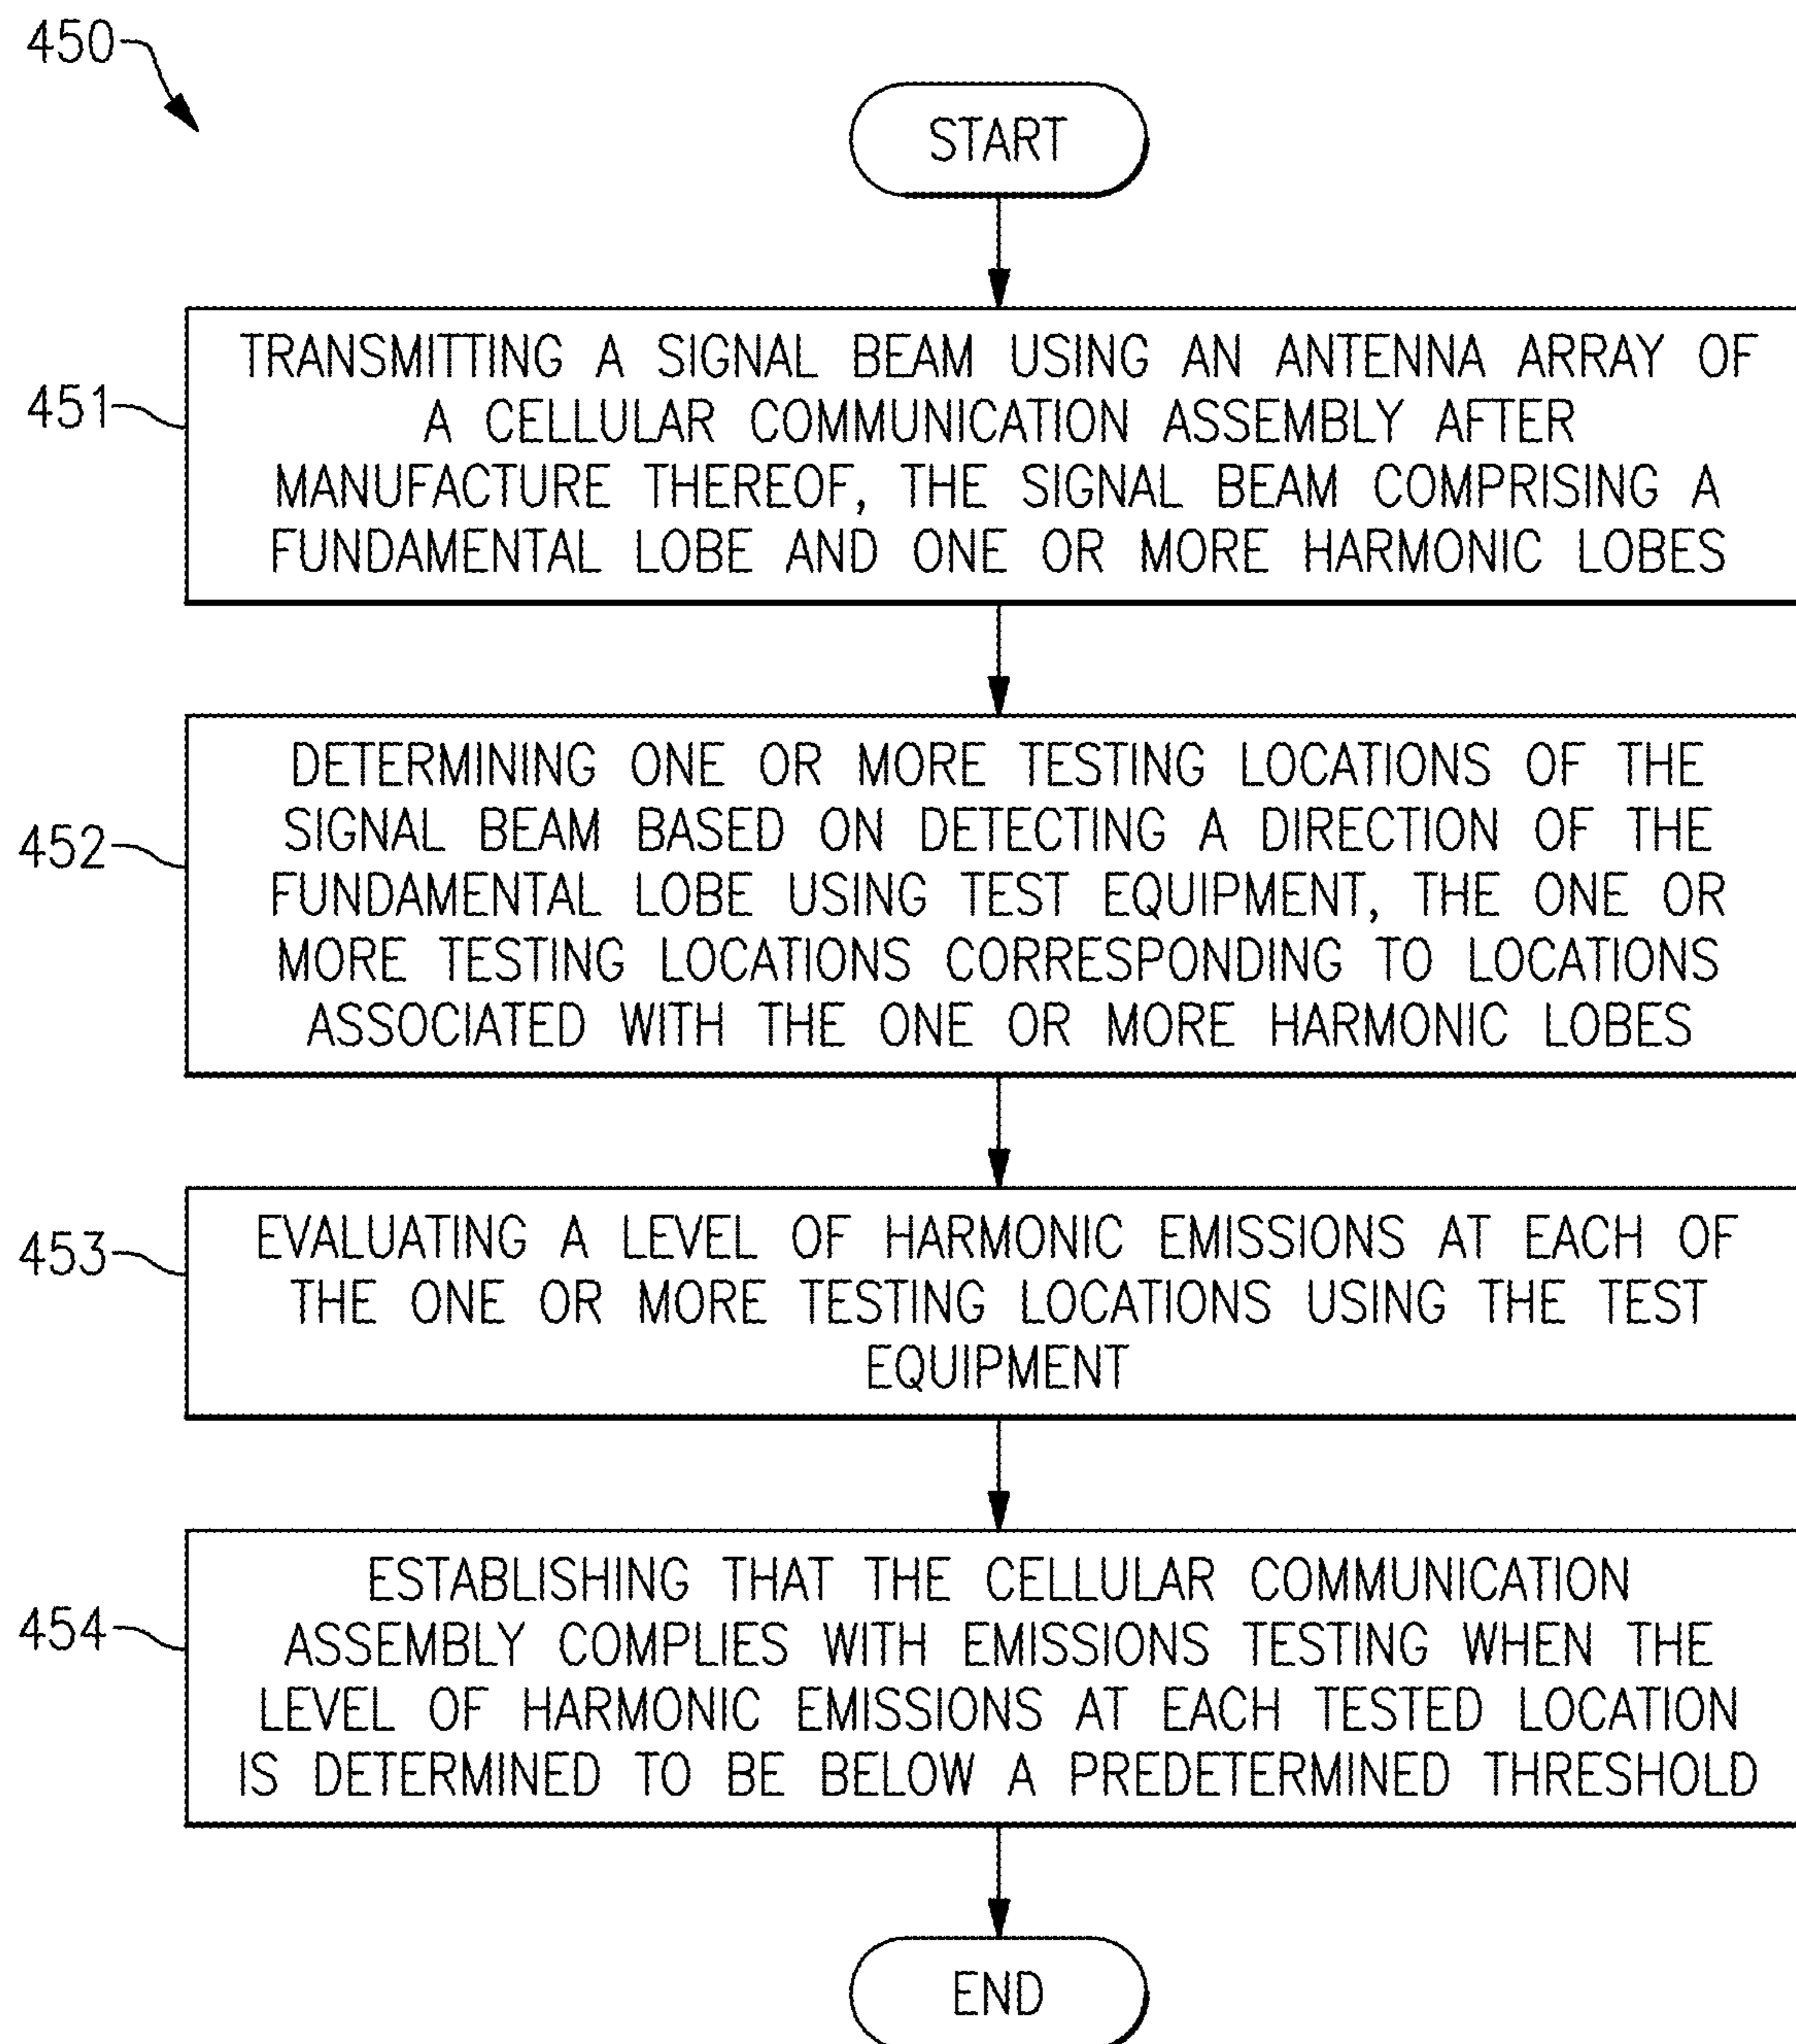 450
START
451
TRANSMITTING A SIGNAL BEAM USING AN ANTENNA ARRAY OF
A CELLULAR COMMUNICATION ASSEMBLY AFTER
MANUFACTURE THEREOF, THE SIGNAL BEAM COMPRISING A
FUNDAMENTAL LOBE AND ONE OR MORE HARMONIC LOBES
452
DETERMINING ONE OR MORE TESTING LOCATIONS OF THE
SIGNAL BEAM BASED ON DETECTING A DIRECTION OF THE
FUNDAMENTAL LOBE USING TEST EQUIPMENT, THE ONE OR
MORE TESTING LOCATIONS CORRESPONDING TO LOCATIONS
ASSOCIATED WITH THE ONE OR MORE HARMONIC LOBES
453
EVALUATING A LEVEL OF HARMONIC EMISSIONS AT EACH OF
THE ONE OR MORE TESTING LOCATIONS USING THE TEST
EQUIPMENT
454
ESTABLISHING THAT THE CELLULAR COMMUNICATION
ASSEMBLY COMPLIES WITH EMISSIONS TESTING WHEN THE
LEVEL OF HARMONIC EMISSIONS AT EACH TESTED LOCATION
IS DETERMINED TO BE BELOW A PREDETERMINED THRESHOLD
END